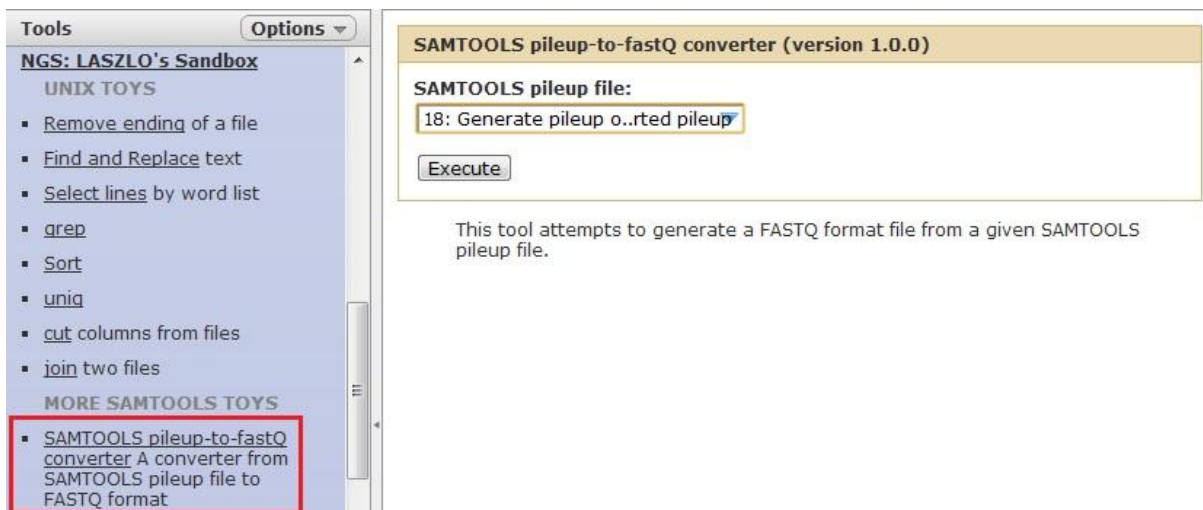 Tools
Options
NGS: LASZLO's Sandbox
UNIX TOYS
Remove ending of a file
Find and Replace text
Select lines by word list
grep
Sort
uniq
cut columns from files
join two files
MORE SAMTOOLS TOYS
SAMTOOLS pileup-to-fastQ
converter A converter from
SAMTOOLS pileup file to
FASTQ format
SAMTOOLS pileup-to-fastQ converter (version 1.0.0)
SAMTOOLS pileup file:
18: Generate pileup o..rted pileup
Execute
This tool attempts to generate a FASTQ format file from a given SAMTOOLS
pileup file.